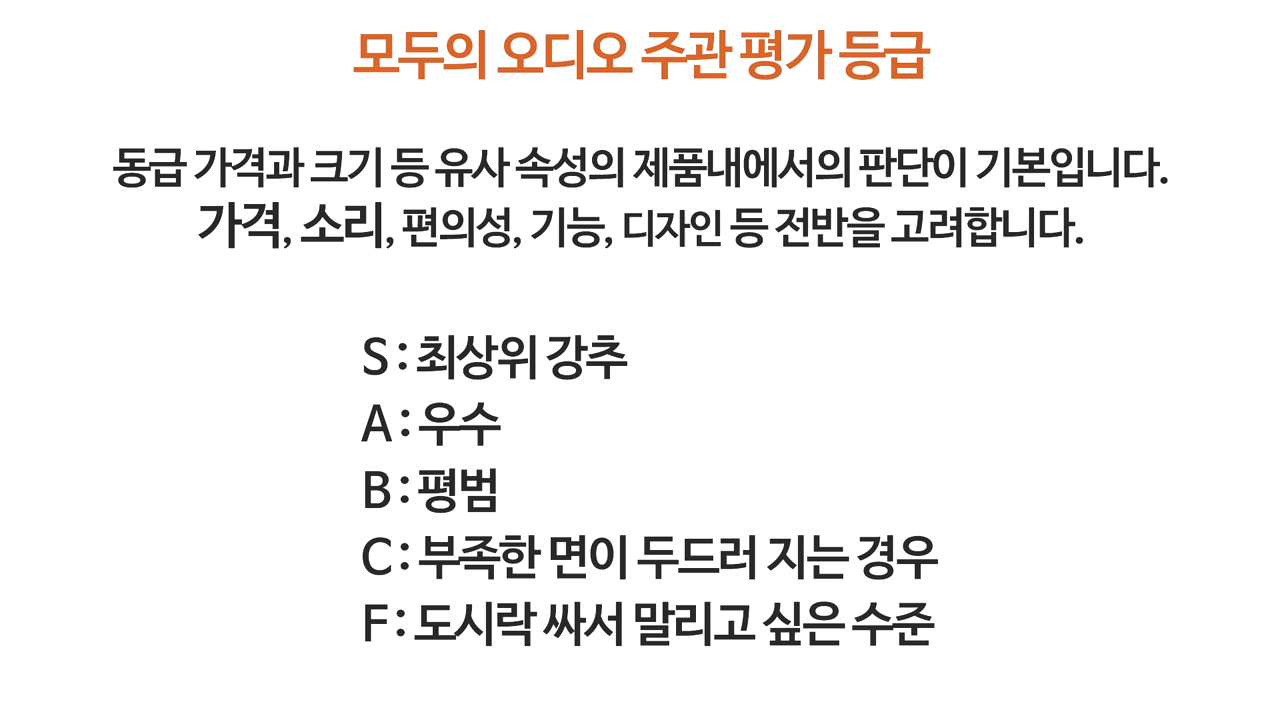 모두의 오디오 주관 평가 등급
동급 가격과 크기 등 유사 속성의 제품내에서의 판단이 기본입니다.
가격, 소리, 편의성, 기능, 디자인 등 전반을 고려합니다.
S : 최상위 강추
A : 우수
B : 평범
C : 부족한 면이 두드러 지는 경우
F : 도시락 싸서 말리고 싶은 수준